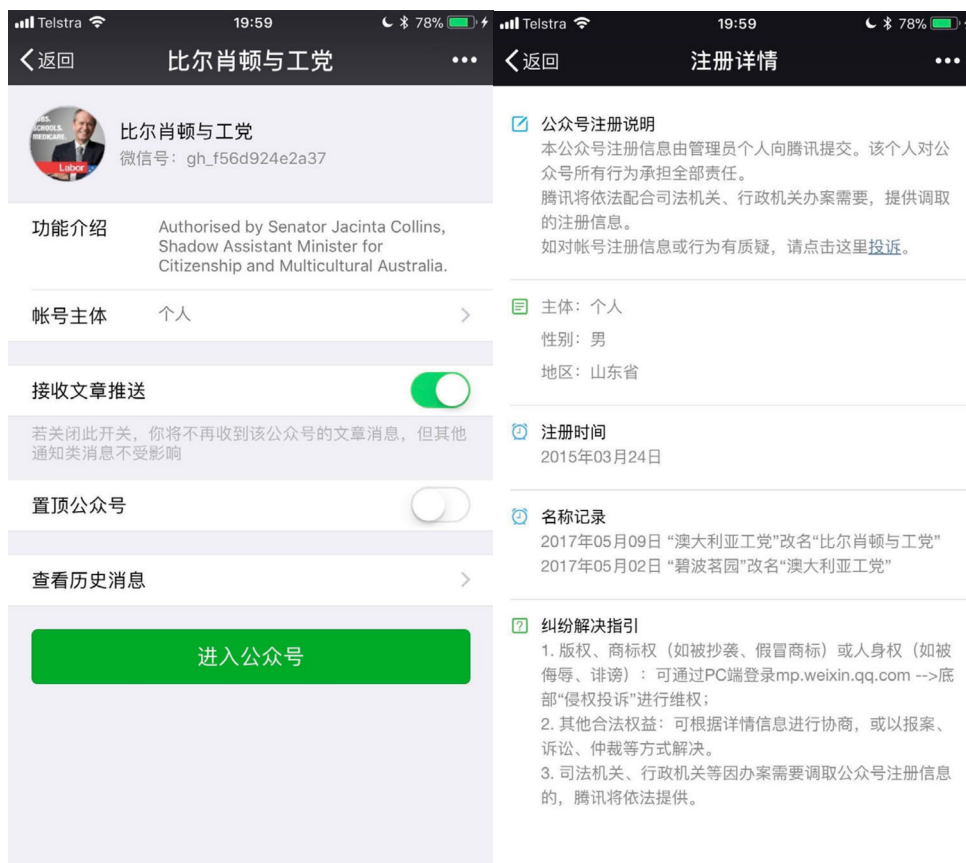 Telstra 19:59 78%
返回 比尔肖顿与工党
JOBS.
SCHOOLS.
MEDICARE.
Labor
比尔肖顿与工党
微信号：gh_f56d924e2a37
功能介绍 Authorised by Senator Jacinta Collins,
Shadow Assistant Minister for
Citizenship and Multicultural Australia.
帐号主体 个人
接收文章推送
若关闭此开关，你将不再收到该公众号的文章消息，但其他
通知类消息不受影响
置顶公众号
查看历史消息
进入公众号
Telstra 19:59 78%
返回 注册详情
公众号注册说明
本公众号注册信息由管理员个人向腾讯提交。该个人对公
众号所有行为承担全部责任。
腾讯将依法配合司法机关、行政机关办案需要，提供调取
的注册信息。
如对帐号注册信息或行为有质疑，请点击这里投诉。
主体：个人
性别：男
地区：山东省
注册时间
2015年03月24日
名称记录
2017年05月09日 “澳大利亚工党”改名“比尔肖顿与工党”
2017年05月02日 “碧波茗园”改名“澳大利亚工党”
纠纷解决指引
1. 版权、商标权（如被抄袭、假冒商标）或人身权（如被
侮辱、诽谤）：可通过PC端登录mp.weixin.qq.com -->底
部“侵权投诉”进行维权；
2. 其他合法权益：可根据详情信息进行协商，或以报案、
诉讼、仲裁等方式解决。
3. 司法机关、行政机关等因办案需要调取公众号注册信息
的，腾讯将依法提供。